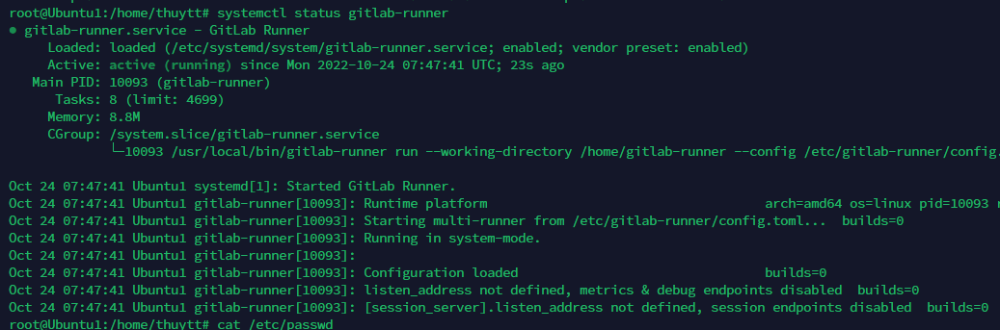 root@Ubuntu1:/home/thuytt# systemctl status gitlab-runner
● gitlab-runner.service - GitLab Runner
Loaded: loaded (/etc/systemd/system/gitlab-runner.service; enabled; vendor preset: enabled)
Active: active (running) since Mon 2022-10-24 07:47:41 UTC; 23s ago
Main PID: 10093 (gitlab-runner)
Tasks: 8 (limit: 4699)
Memory: 8.8M
CGroup: /system.slice/gitlab-runner.service
└─10093 /usr/local/bin/gitlab-runner run --working-directory /home/gitlab-runner --config /etc/gitlab-runner/config.
Oct 24 07:47:41 Ubuntu1 systemd[1]: Started GitLab Runner.
Oct 24 07:47:41 Ubuntu1 gitlab-runner[10093]: Runtime platform arch=amd64 os=linux pid=10093
Oct 24 07:47:41 Ubuntu1 gitlab-runner[10093]: Starting multi-runner from /etc/gitlab-runner/config.toml... builds=0
Oct 24 07:47:41 Ubuntu1 gitlab-runner[10093]: Running in system-mode.
Oct 24 07:47:41 Ubuntu1 gitlab-runner[10093]:
Oct 24 07:47:41 Ubuntu1 gitlab-runner[10093]: Configuration loaded builds=0
Oct 24 07:47:41 Ubuntu1 gitlab-runner[10093]: listen_address not defined, metrics & debug endpoints disabled builds=0
Oct 24 07:47:41 Ubuntu1 gitlab-runner[10093]: [session_server].listen_address not defined, session endpoints disabled builds=0
root@Ubuntu1:/home/thuytt# cat /etc/passwd